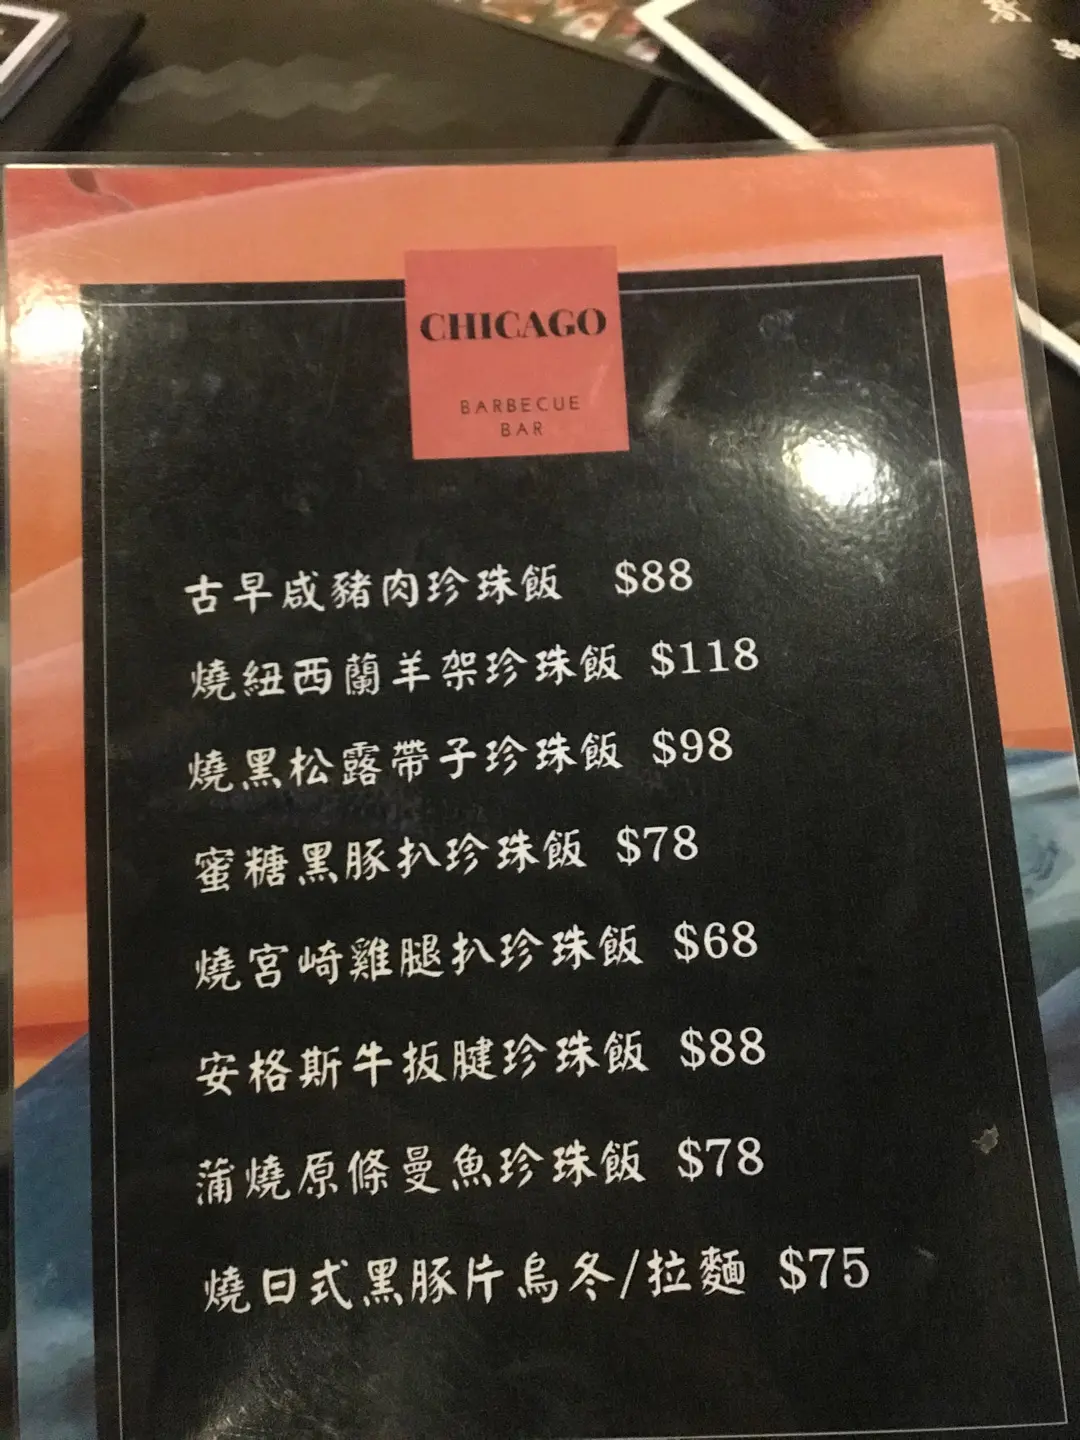 CHICAGO
BARBECUE
BAR
古早咸豬肉珍珠飯 $88
燒紐西蘭羊架珍珠飯 $118
燒黑松露帶子珍珠飯 $98
蜜糖黑豚扒珍珠飯 $78
燒宮崎雞腿扒珍珠飯 $68
安格斯牛扳腱珍珠飯 $88
蒲燒原條曼魚珍珠飯 $78
燒日式黑豚片烏冬/拉麵 $75